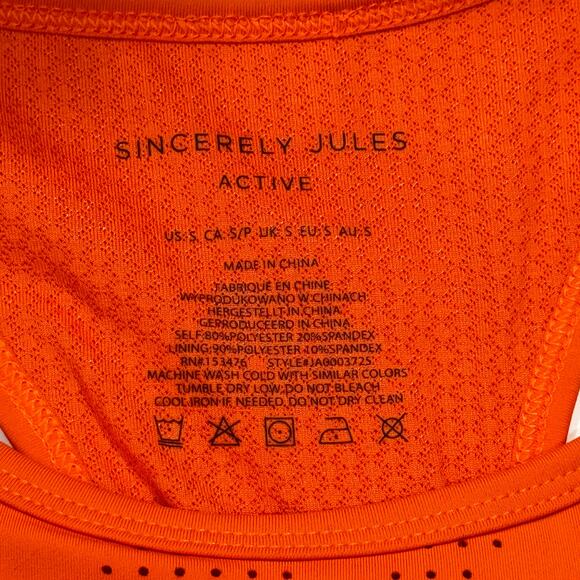 SINCERELY JULES
ACTIVE
US: S CA: S/P UK: S EU: S AU: S
MADE IN CHINA
FABRIQUÉ EN CHINE
WYPRODUKOWANO W CHINACH
HERGESTELLT IN CHINA
GEPRODUCEERD IN CHINA
SELF:80%POLYESTER 20%SPANDEX
LINING:90%POLYESTER 10%SPANDEX
RN#153476 STYLE#JA0003725
MACHINE WASH COLD WITH SIMILAR COLORS
TUMBLE DRY LOW, DO NOT BLEACH
COOL IRON IF NEEDED, DO NOT DRY CLEAN